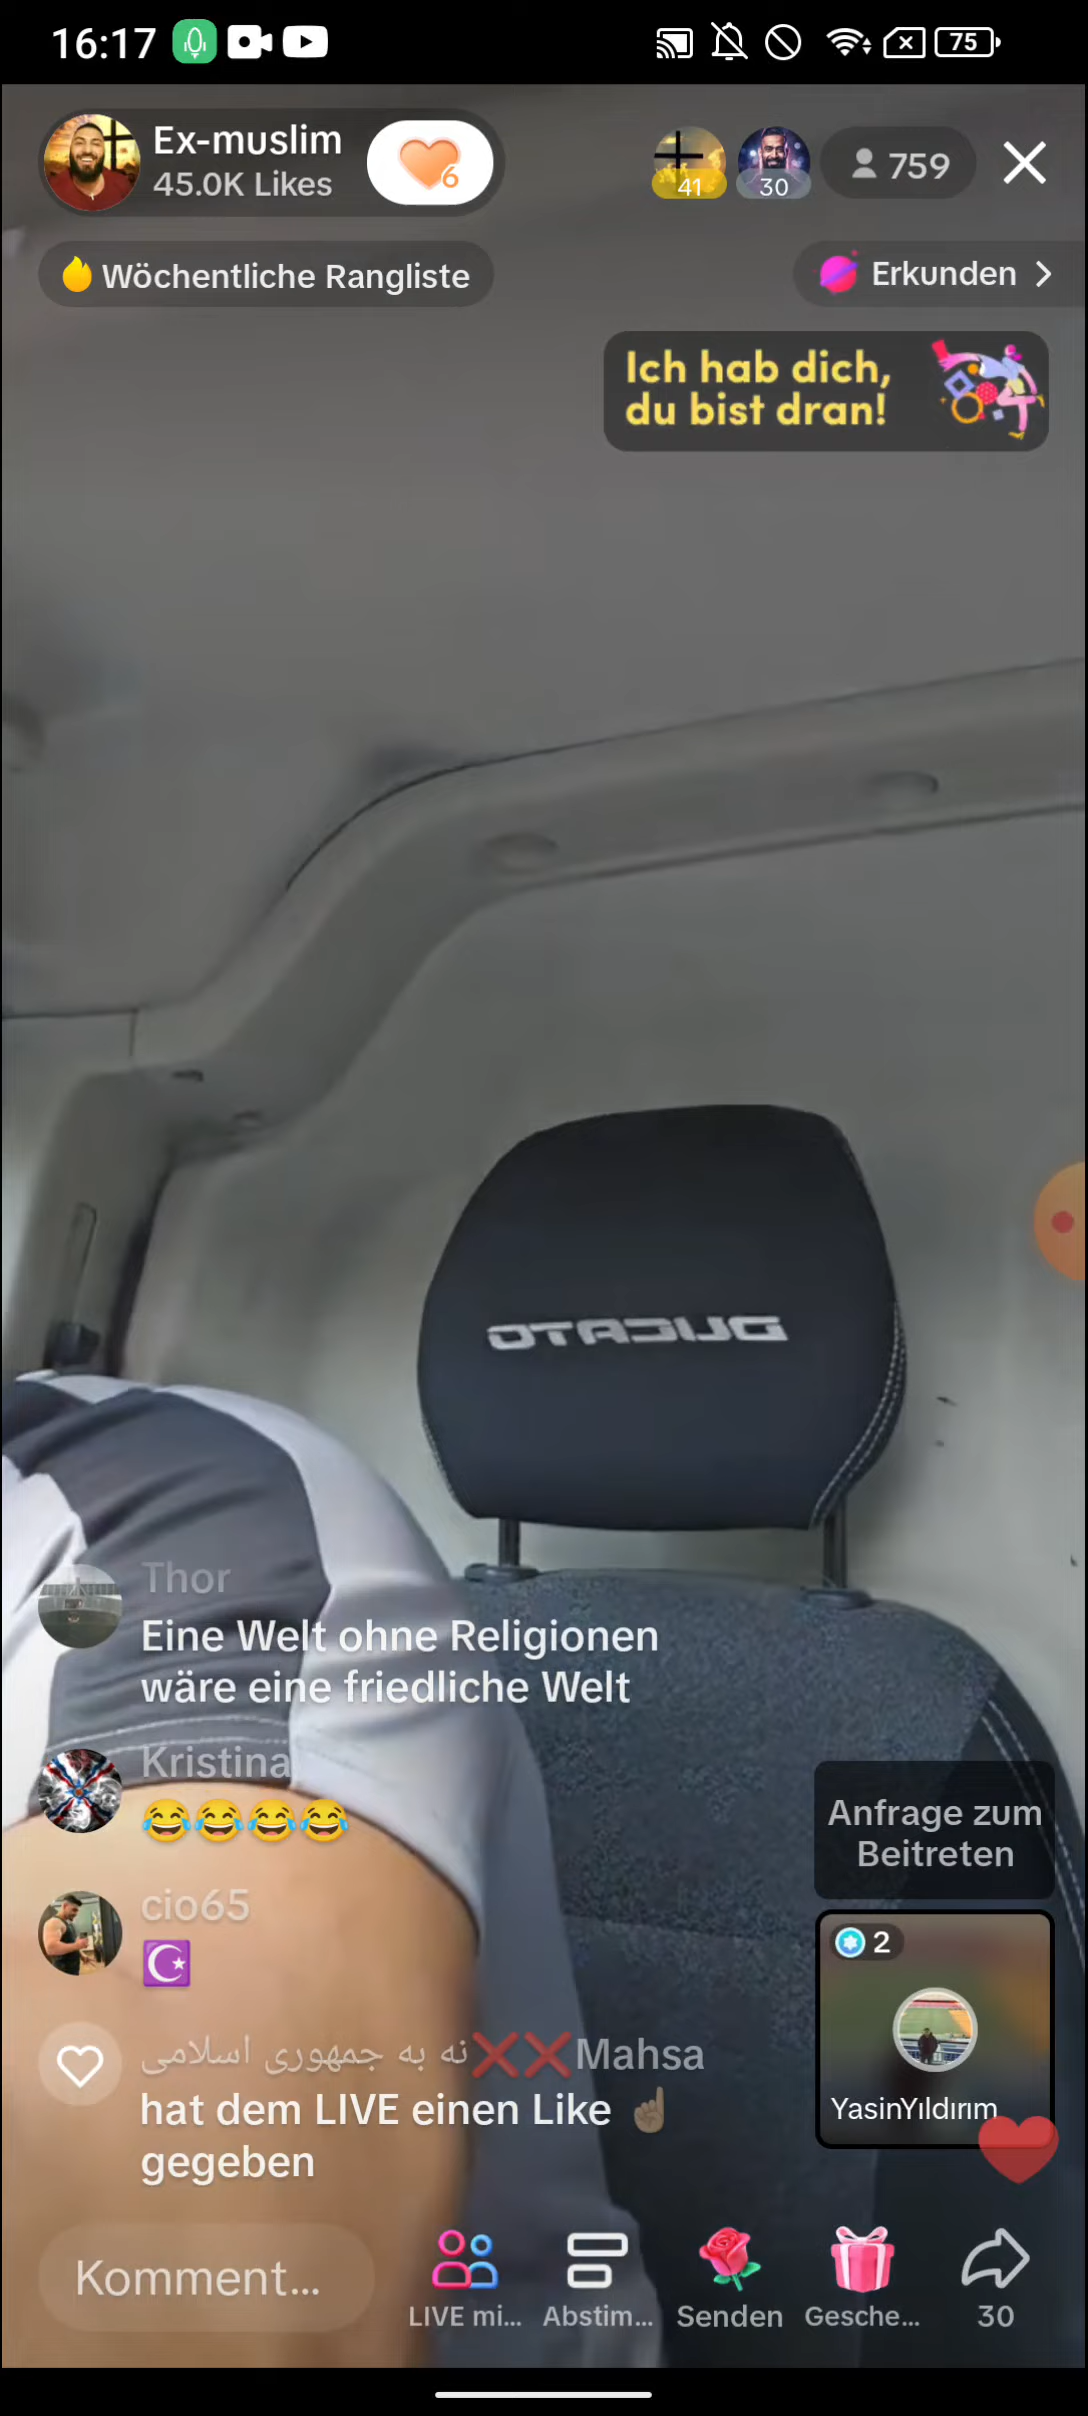 16:17
75
Ex-muslim
45.0K Likes
6
41
30
759
Wöchentliche Rangliste
Erkunden
Ich hab dich,
du bist dran!
DUCATO
Thor
Eine Welt ohne Religionen
wäre eine friedliche Welt
Kristina
😂😂😂😂
cio65
☪️
نه به جمهوری اسلامی❌❌Mahsa
hat dem LIVE einen Like ☝🏽
gegeben
Anfrage zum
Beitreten
2
YasinYıldırım
Komment...
LIVE mi...
Abstim...
Senden
Gesche...
30